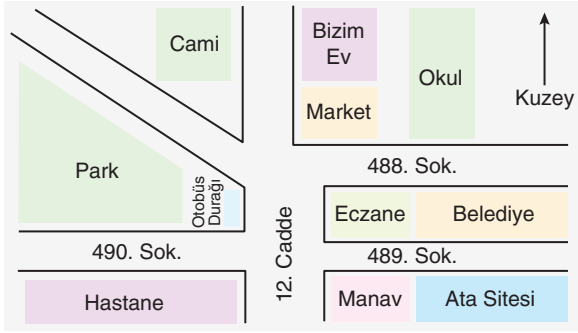 Cami
Bizim
Ev
Okul
Kuzey
Market
Park
Otobüs
Durağı
488. Sok.
Eczane
Belediye
12. Cadde
490. Sok.
489. Sok.
Hastane
Manav
Ata Sitesi